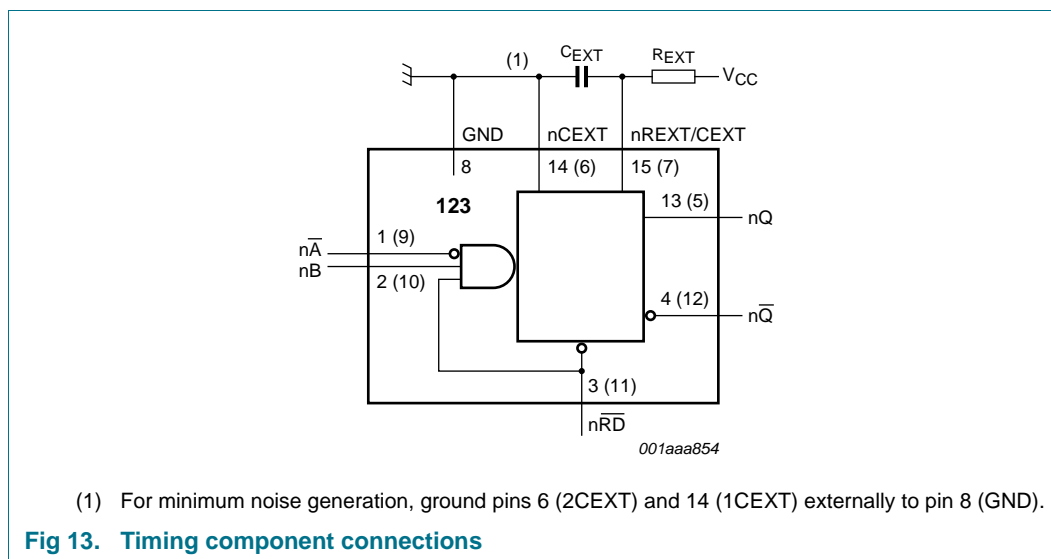 (1) CEXT REXT
VCC
GND nCEXT nREXT/CEXT
8 14 (6) 15 (7)
123 13 (5)
nQ
1 (9)
nA̅
nB
2 (10)
4 (12)
nQ̅
3 (11)
nR̅D̅
001aaa854
(1) For minimum noise generation, ground pins 6 (2CEXT) and 14 (1CEXT) externally to pin 8 (GND).
Fig 13. Timing component connections